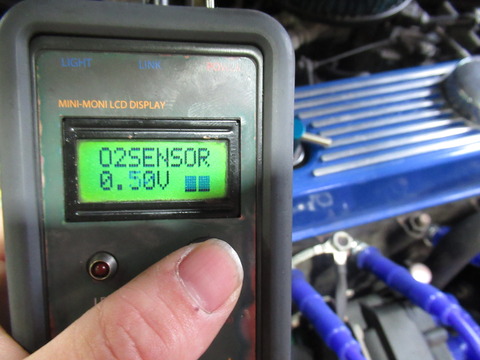 LIGHT LINK
MINI-MONI LCD DISPLAY
O2SENSOR
0.50V